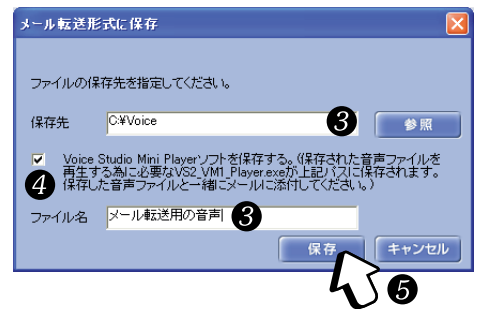 メール転送形式に保存
ファイルの保存先を指定してください。
保存先 C:¥Voice ❸ 参照
Voice Studio Mini Playerソフトを保存する。(保存された音声ファイルを
再生する為に必要なVS2_VM1_Player.exeが上記パスに保存されます。
❹ 保存した音声ファイルと一緒にメールに添付してください。)
ファイル名 メール転送用の音声 ❸
保存 キャンセル
❺